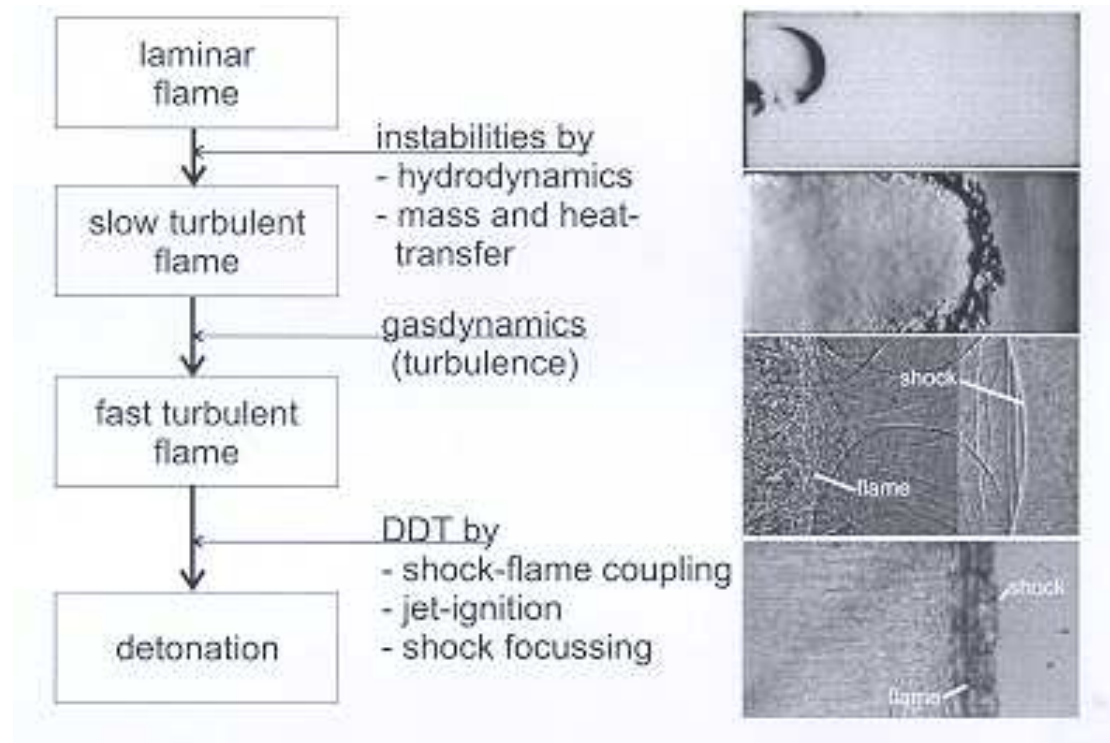 laminar
flame
instabilities by
- hydrodynamics
- mass and heat-
transfer
slow turbulent
flame
gasdynamics
(turbulence)
fast turbulent
flame
DDT by
- shock-flame coupling
- jet-ignition
- shock focussing
detonation
shock
flame
shock
flame